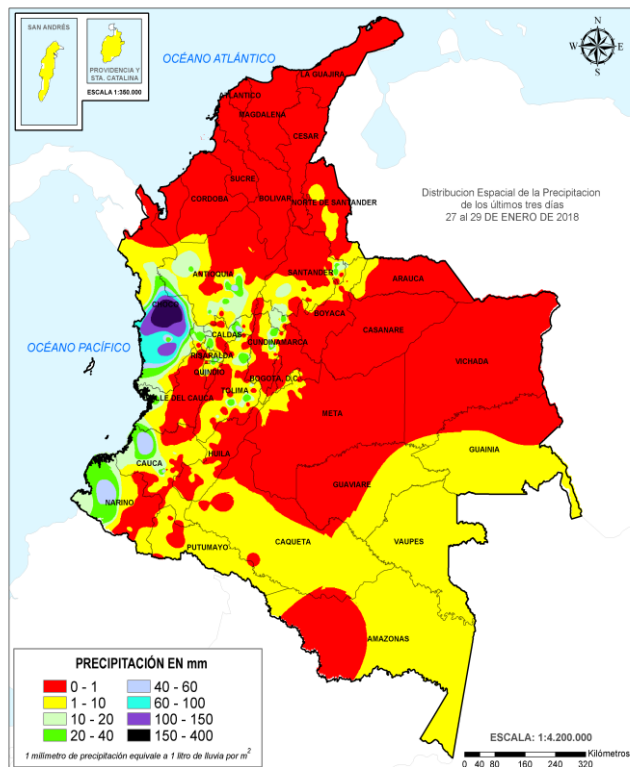 SAN ANDRÉS
PROVIDENCIA Y
STA. CATALINA
ESCALA 1:350.000
OCÉANO ATLÁNTICO
N
W E
S
LA GUAJIRA
ATLANTICO
MAGDALENA
CESAR
SUCRE
CORDOBA
BOLIVAR
NORTE DE SANTANDER
Distribucion Espacial de la Precipitacion
de los últimos tres días
27 al 29 DE ENERO DE 2018
ANTIOQUIA
SANTANDER
ARAUCA
CHOCO
BOYACA
CASANARE
OCÉANO PACÍFICO
CALDAS
CUNDINAMARCA
RISARALDA
VICHADA
QUINDIO
BOGOTA, D.C.
TOLIMA
VALLE DEL CAUCA
META
GUAINIA
CAUCA
HUILA
GUAVIARE
NARIÑO
CAQUETA
VAUPES
PUTUMAYO
AMAZONAS
PRECIPITACIÓN EN mm
0 - 1 40 - 60
1 - 10 60 - 100
10 - 20 100 - 150
20 - 40 150 - 400
1 milímetro de precipitación equivale a 1 litro de lluvia por m2
ESCALA: 1:4.200.000
Kilómetros
0 40 80 160 240 320